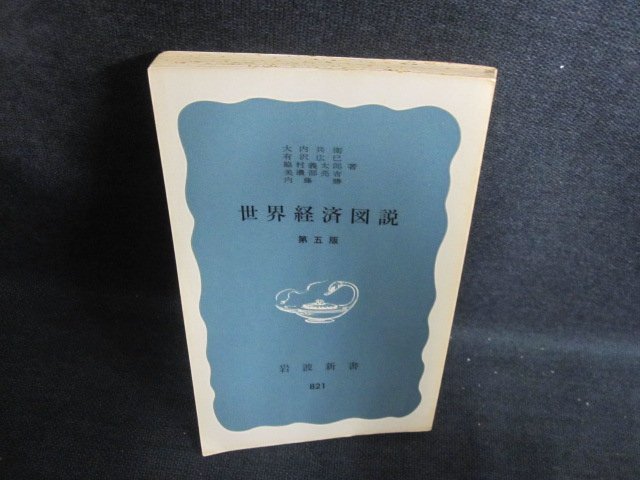 大内兵衛
有沢広巳
脇村義太郎 著
美濃部亮吉
内藤勝
世界経済図説
第五版
岩波新書
821